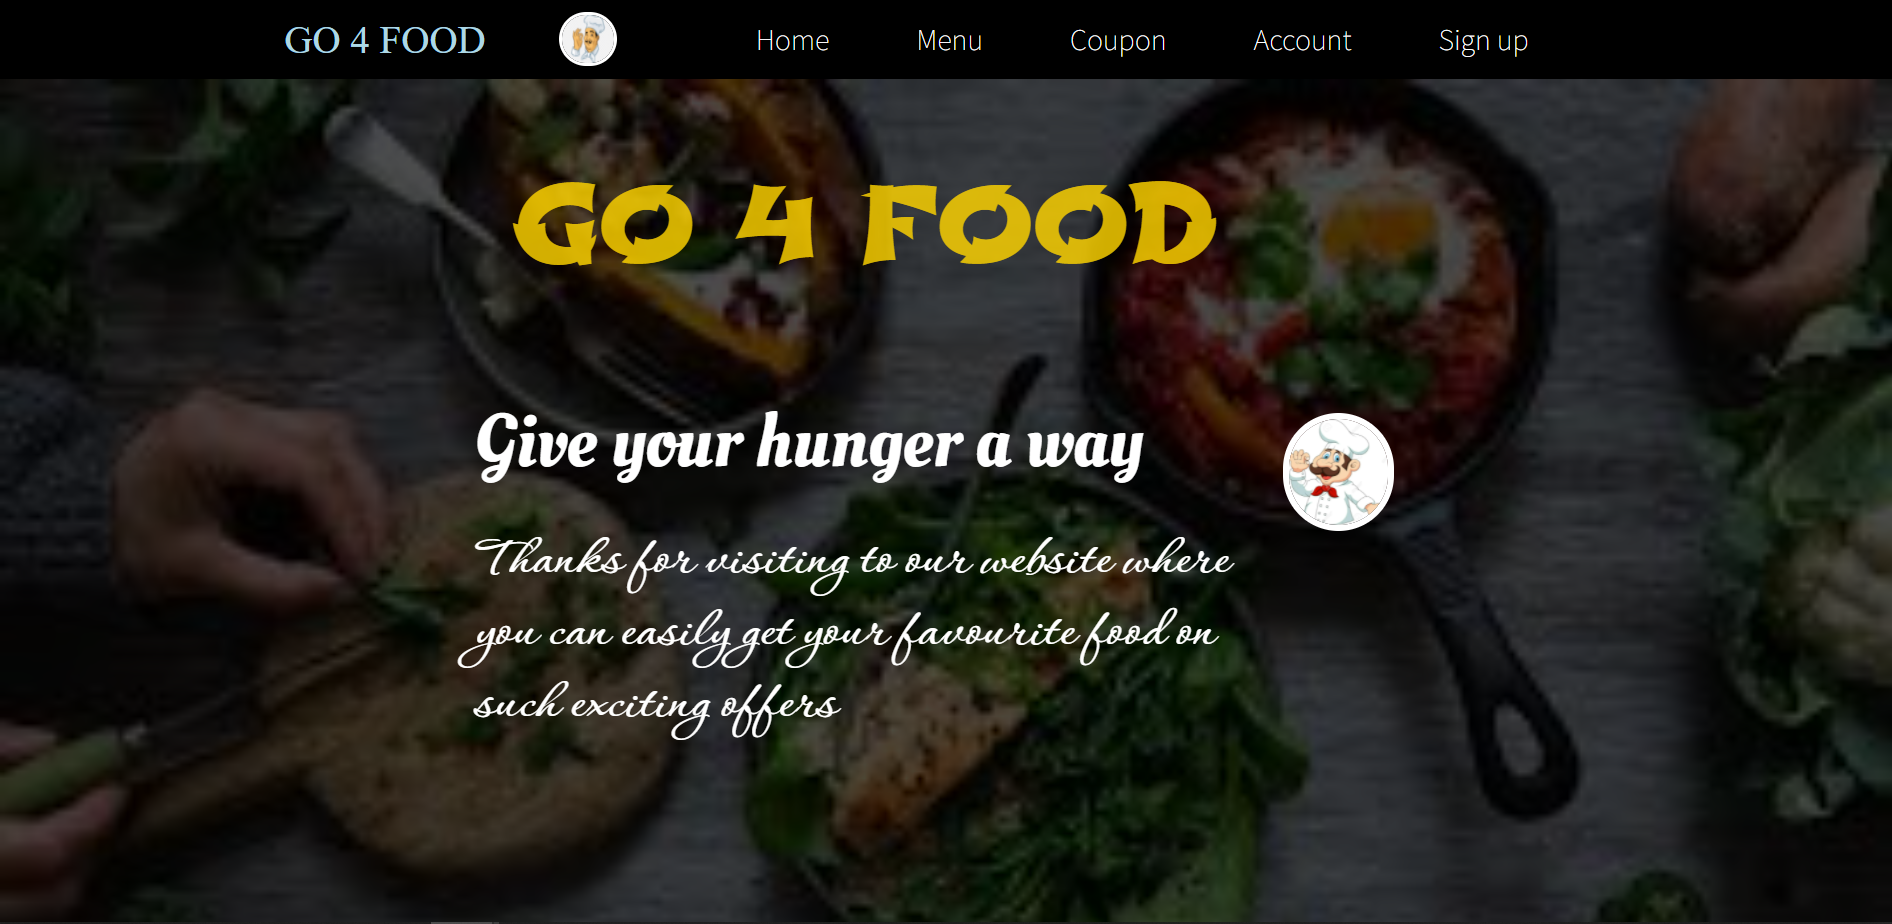 GO 4 FOOD
Home
Menu
Coupon
Account
Sign up
GO 4 FOOD
Give your hunger a way
Thanks for visiting to our website where
you can easily get your favourite food on
such exciting offers